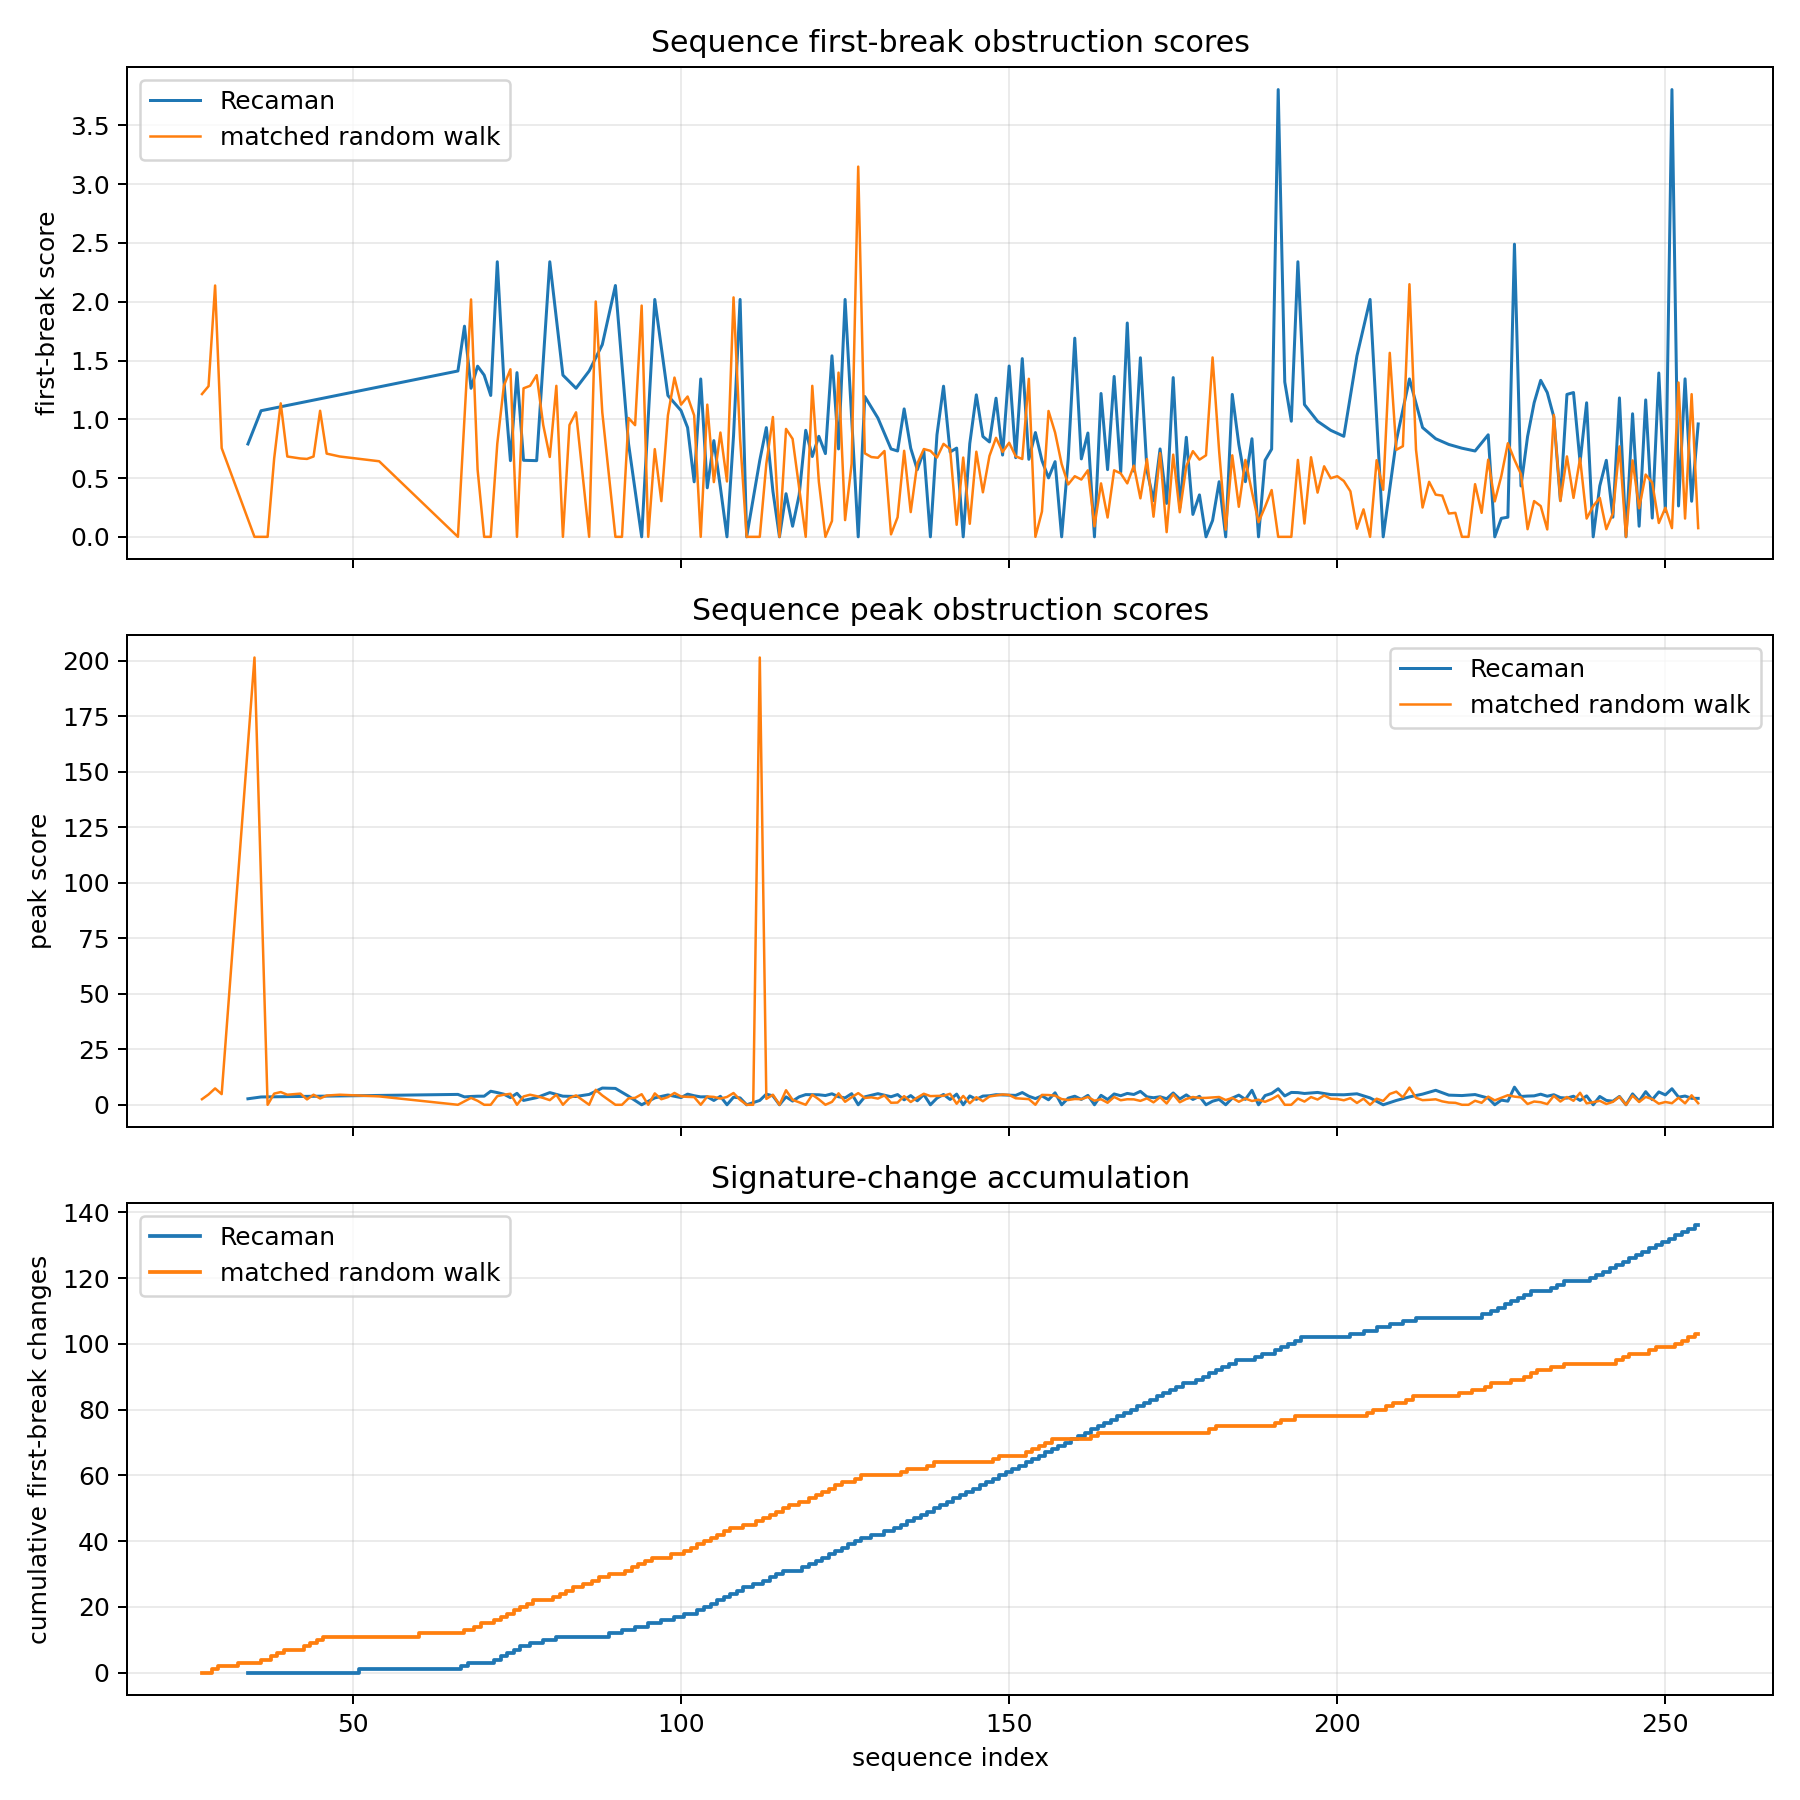 Sequence first-break obstruction scores
Recaman
matched random walk
first-break score
3.5
3.0
2.5
2.0
1.5
1.0
0.5
0.0
Sequence peak obstruction scores
Recaman
matched random walk
peak score
200
175
150
125
100
75
50
25
0
Signature-change accumulation
Recaman
matched random walk
cumulative first-break changes
140
120
100
80
60
40
20
0
50 100 150 200 250
sequence index